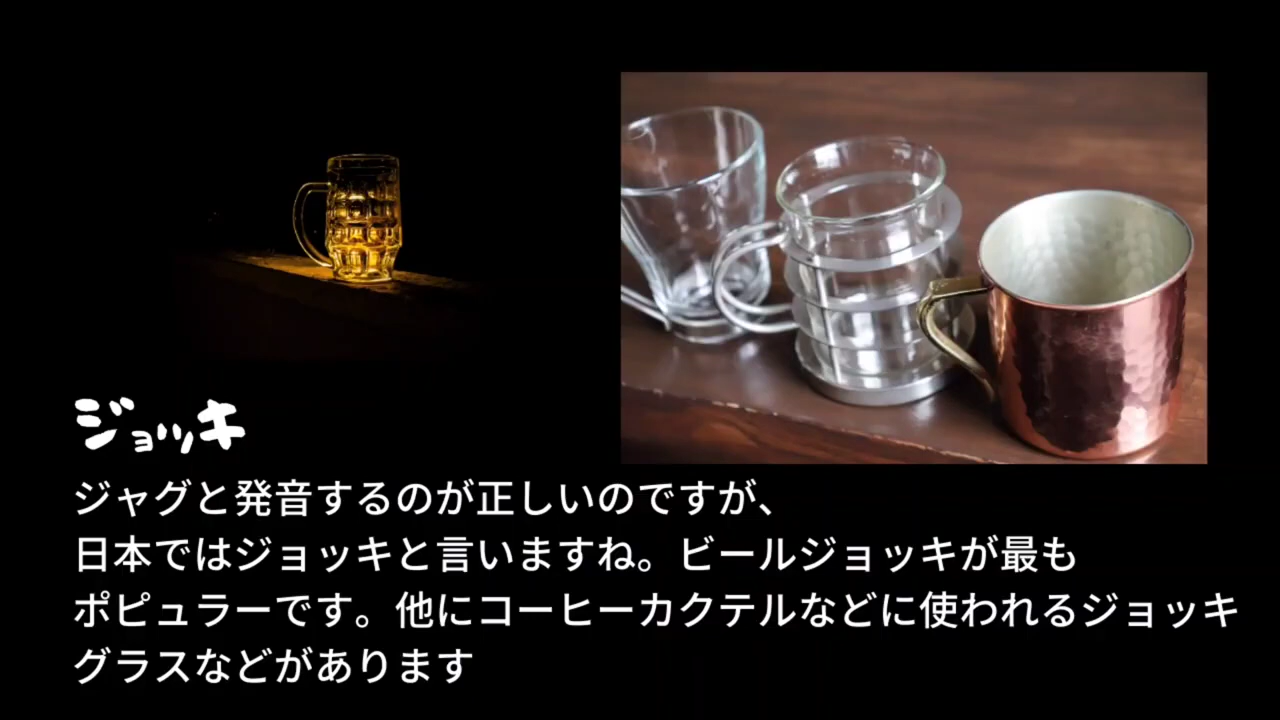 ジョッキ
ジャグと発音するのが正しいのですが、
日本ではジョッキと言いますね。ビールジョッキが最も
ポピュラーです。他にコーヒーカクテルなどに使われるジョッキ
グラスなどがあります